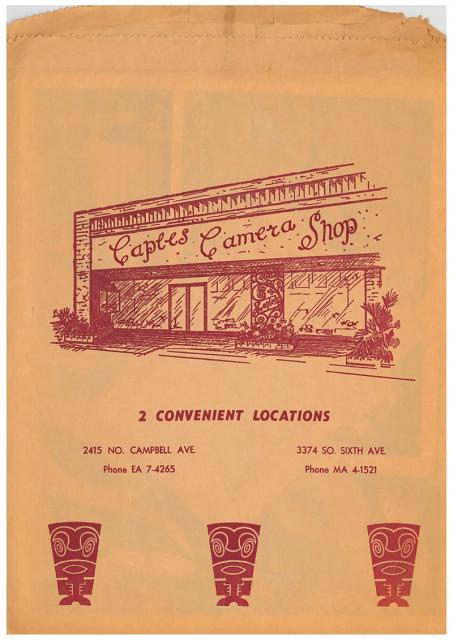 Caples Camera Shop
Caples
2 CONVENIENT LOCATIONS
2415 NO. CAMPBELL AVE.
Phone EA 7-4265
3374 SO. SIXTH AVE.
Phone MA 4-1521